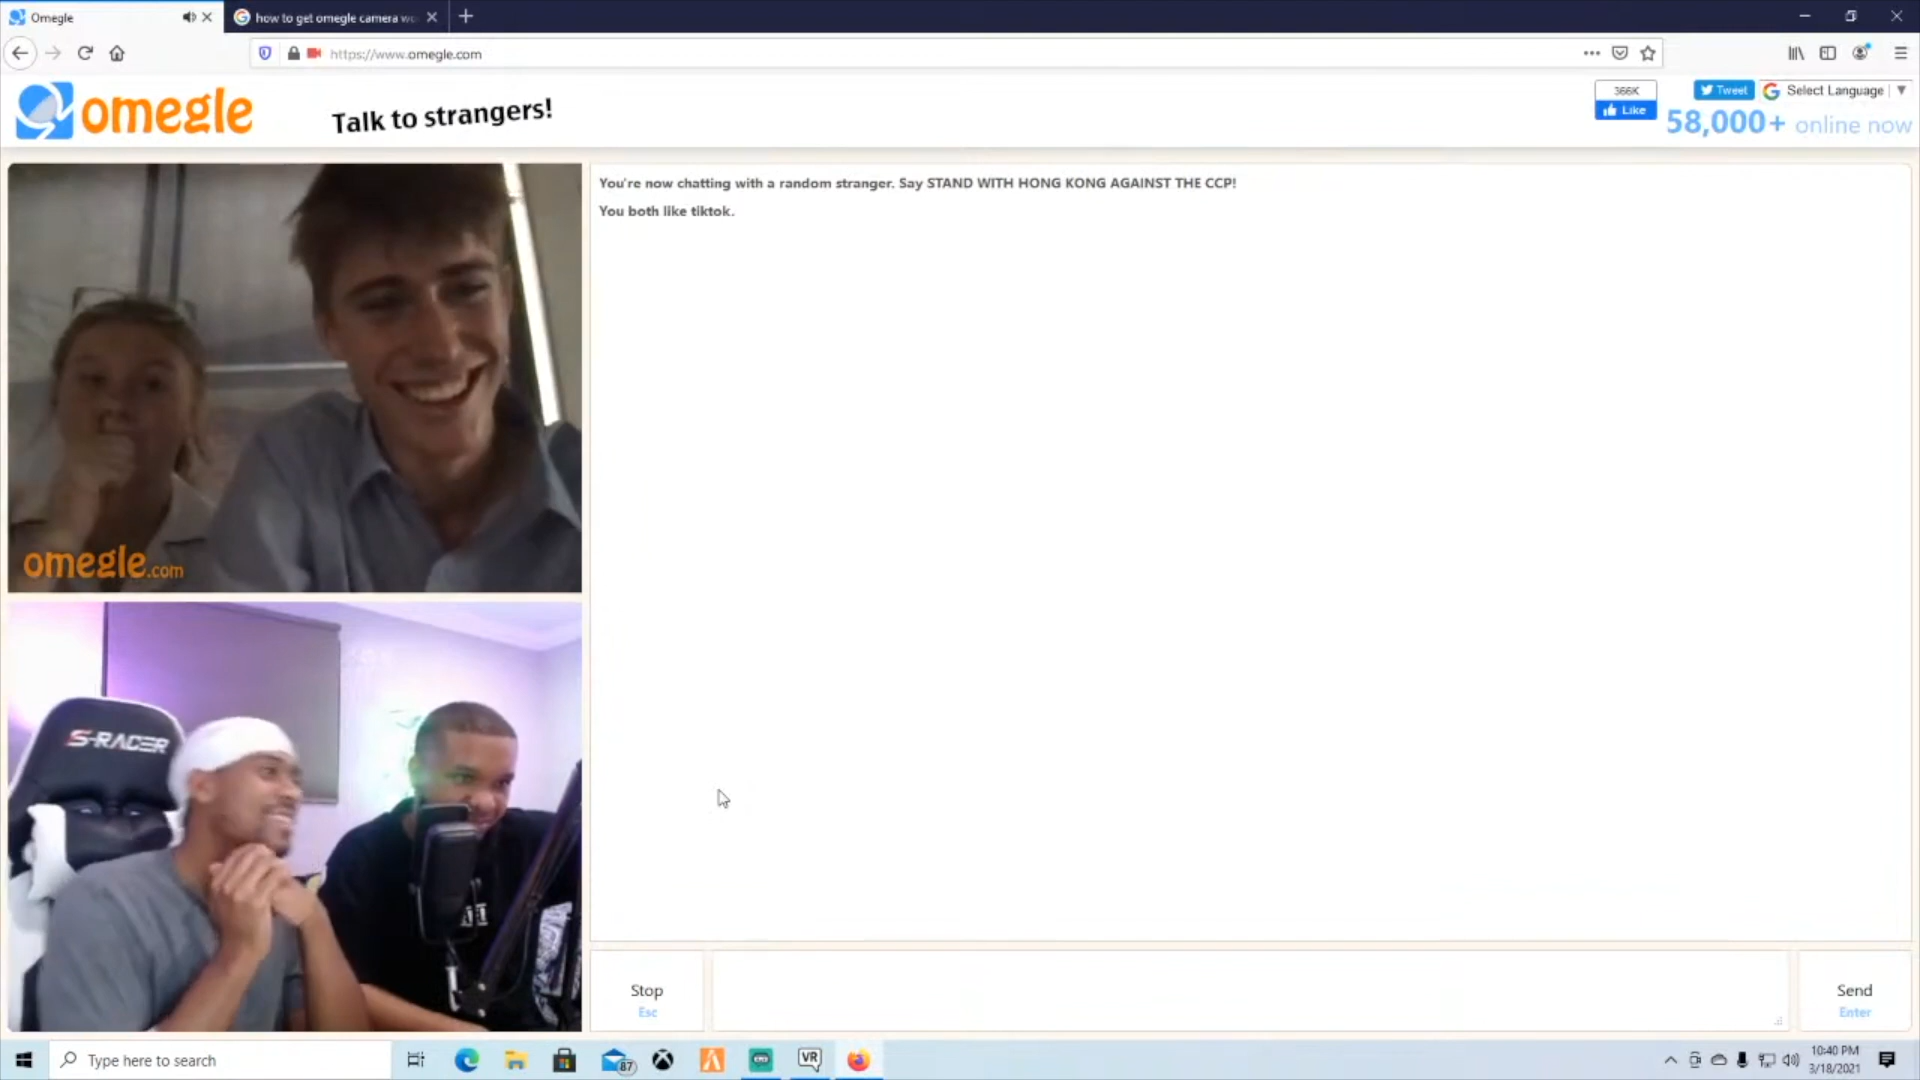 Omegle
how to get omegle camera wo
https://www.omegle.com
omegle
Talk to strangers!
366K
Like
Tweet
Select Language
58,000+ online now
You're now chatting with a random stranger. Say STAND WITH HONG KONG AGAINST THE CCP!
You both like tiktok.
omegle.com
S-RACER
Stop
Esc
Send
Enter
Type here to search
87
VR
10:40 PM
3/18/2021